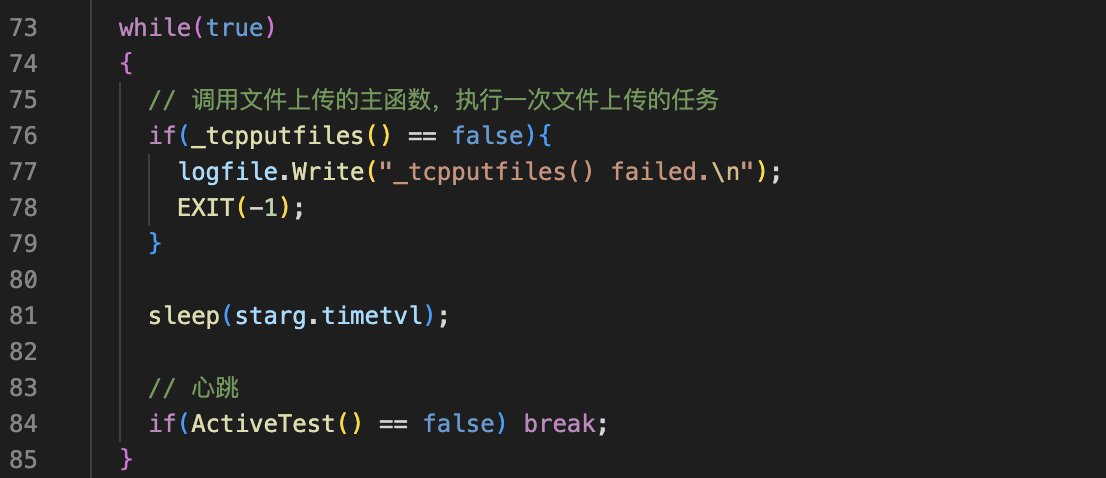 73 while(true)
74 {
75 // 调用文件上传的主函数，执行一次文件上传的任务
76 if(_tcpputfiles() == false){
77 logfile.Write("_tcpputfiles() failed.\n");
78 EXIT(-1);
79 }
80
81 sleep(starg.timetvl);
82
83 // 心跳
84 if(ActiveTest() == false) break;
85 }